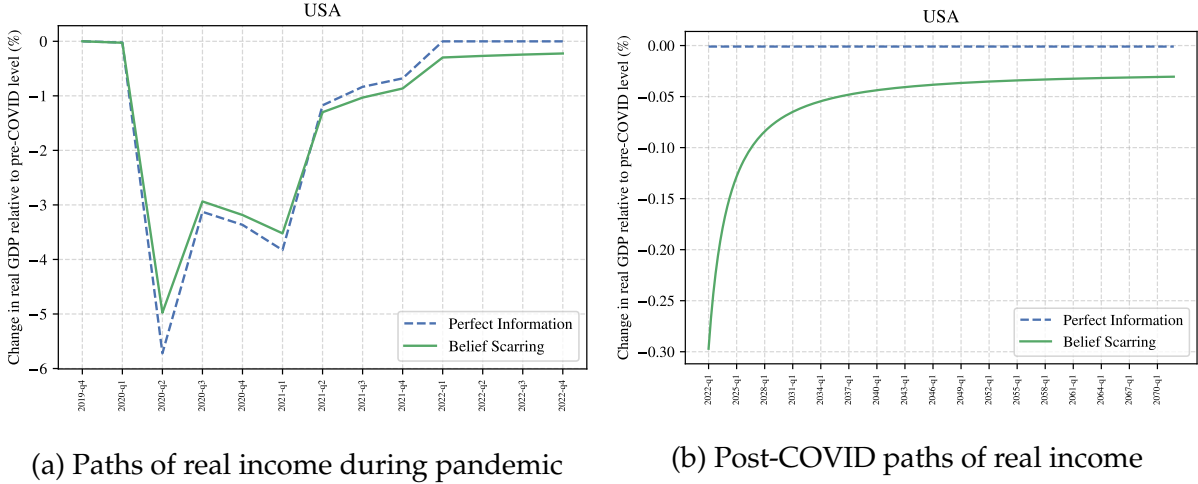 USA
Change in real GDP relative to pre-COVID level (%)
0
−1
−2
−3
−4
−5
−6
2019-q4
2020-q1
2020-q2
2020-q3
2020-q4
2021-q1
2021-q2
2021-q3
2021-q4
2022-q1
2022-q2
2022-q3
2022-q4
Perfect Information
Belief Scarring
(a) Paths of real income during pandemic
USA
Change in real GDP relative to pre-COVID level (%)
0.00
−0.05
−0.10
−0.15
−0.20
−0.25
−0.30
2022-q1
2025-q1
2028-q1
2031-q1
2034-q1
2037-q1
2040-q1
2043-q1
2046-q1
2049-q1
2052-q1
2055-q1
2058-q1
2061-q1
2064-q1
2067-q1
2070-q1
Perfect Information
Belief Scarring
(b) Post-COVID paths of real income